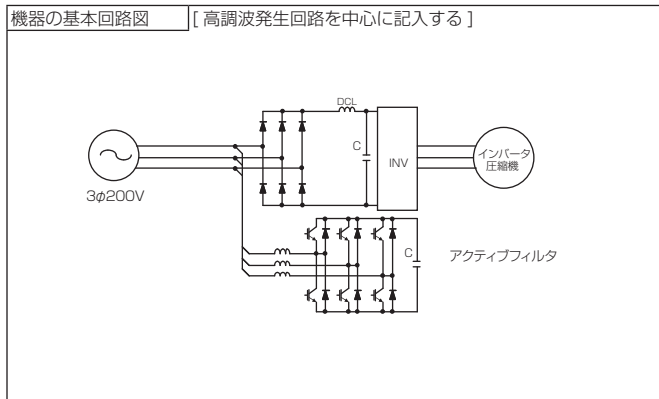 機器の基本回路図
[ 高調波発生回路を中心に記入する ]
DCL
C
INV
インバータ
圧縮機
3φ200V
C
アクティブフィルタ